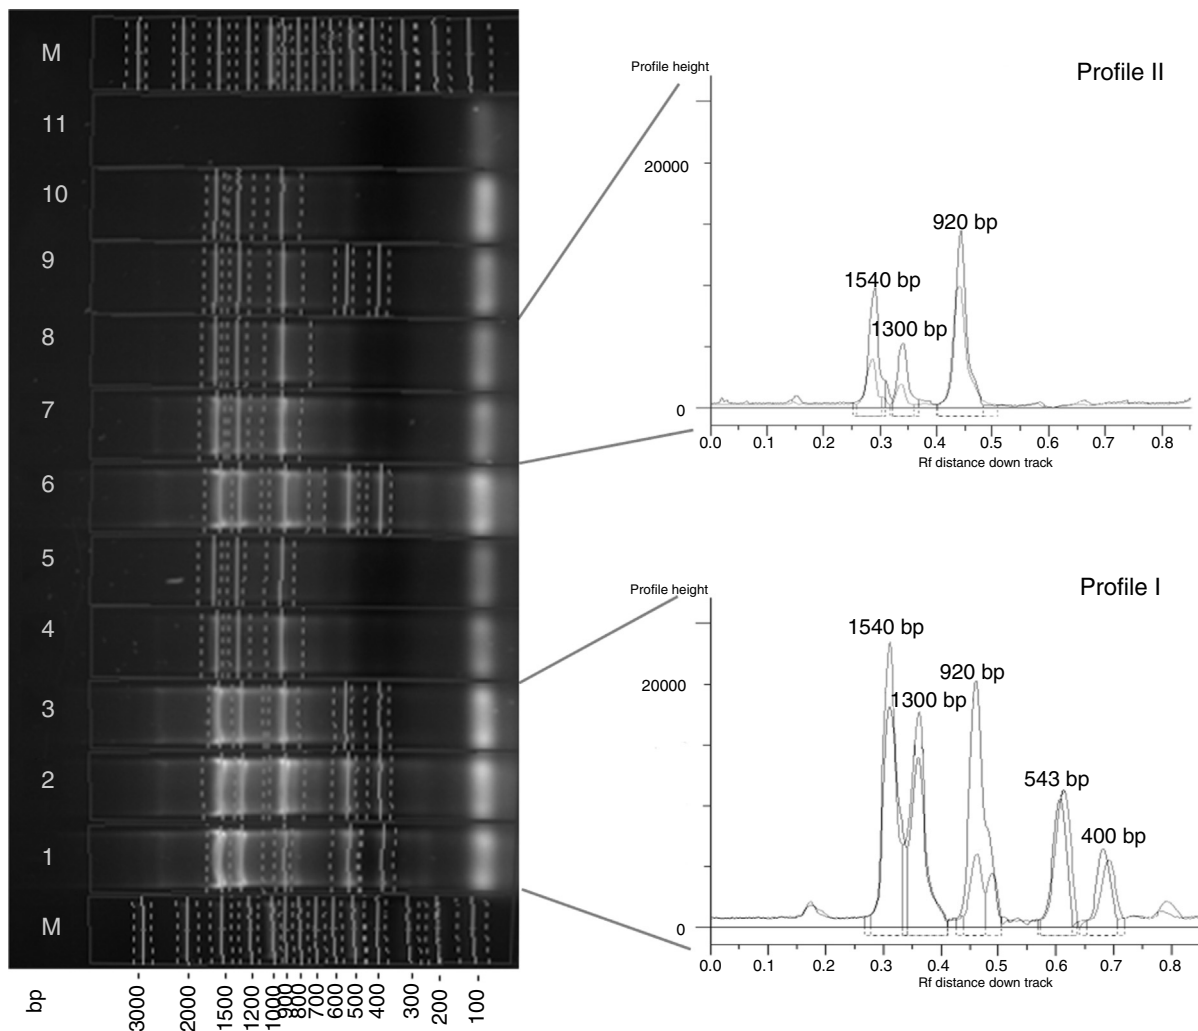 M
11
10
9
8
7
6
5
4
3
2
1
M
bp
3000
2000
1500
1200
1000
900
800
700
600
500
400
300
200
100
Profile height
Profile II
20000
920 bp
1540 bp
1300 bp
0
0.0 0.1 0.2 0.3 0.4 0.5 0.6 0.7 0.8
Rf distance down track
Profile height
Profile I
1540 bp
920 bp
20000
1300 bp
543 bp
400 bp
0
0.0 0.1 0.2 0.3 0.4 0.5 0.6 0.7 0.8
Rf distance down track